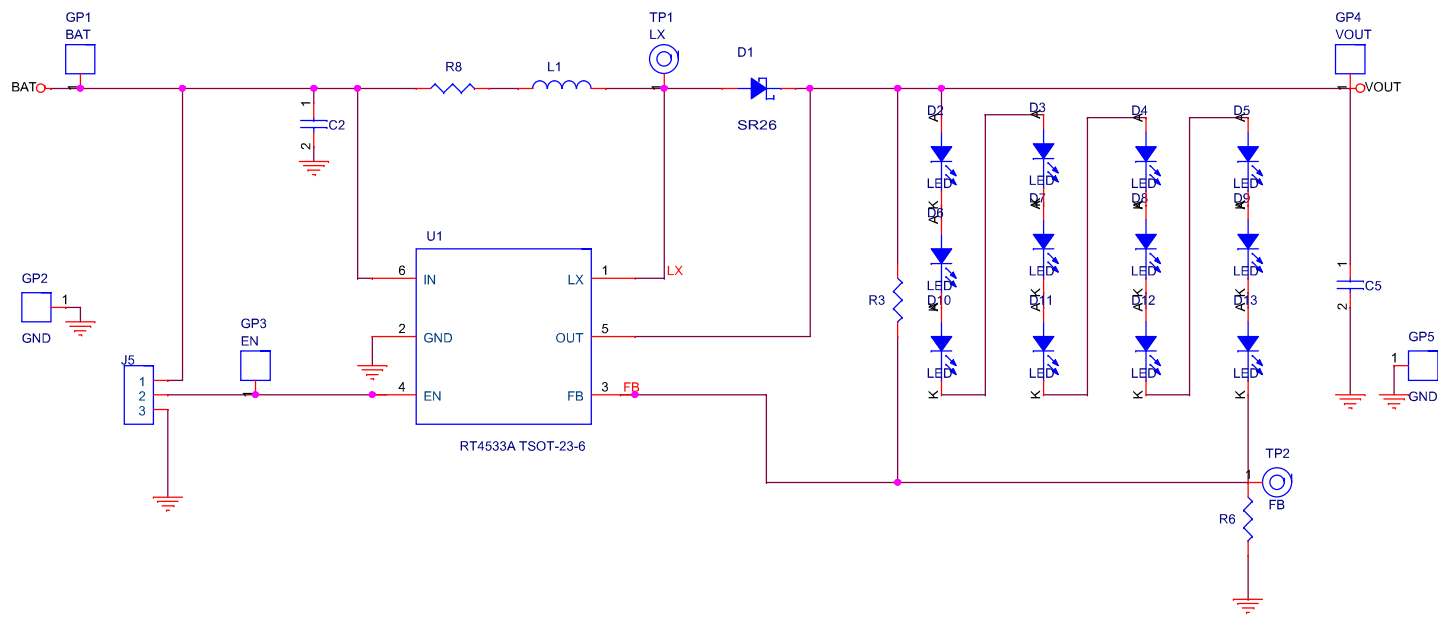 GP1
BAT
BAT
1
1
C2
2
R8
L1
TP1
LX
1
D1
SR26
GP4
VOUT
1
VOUT
D2
A
LED
K
D3
A
LED
K
D4
A
LED
K
D5
A
LED
K
D6
A
LED
K
D7
A
LED
K
D8
A
LED
K
D9
A
LED
K
D10
A
LED
K
D11
A
LED
K
D12
A
LED
K
D13
A
LED
K
U1
6
IN
1
LX
LX
2
GND
5
OUT
4
EN
3
FB
FB
RT4533A TSOT-23-6
GP2
1
GND
GP3
EN
1
J5
1
2
3
R3
1
C5
2
GP5
1
GND
TP2
1
FB
R6